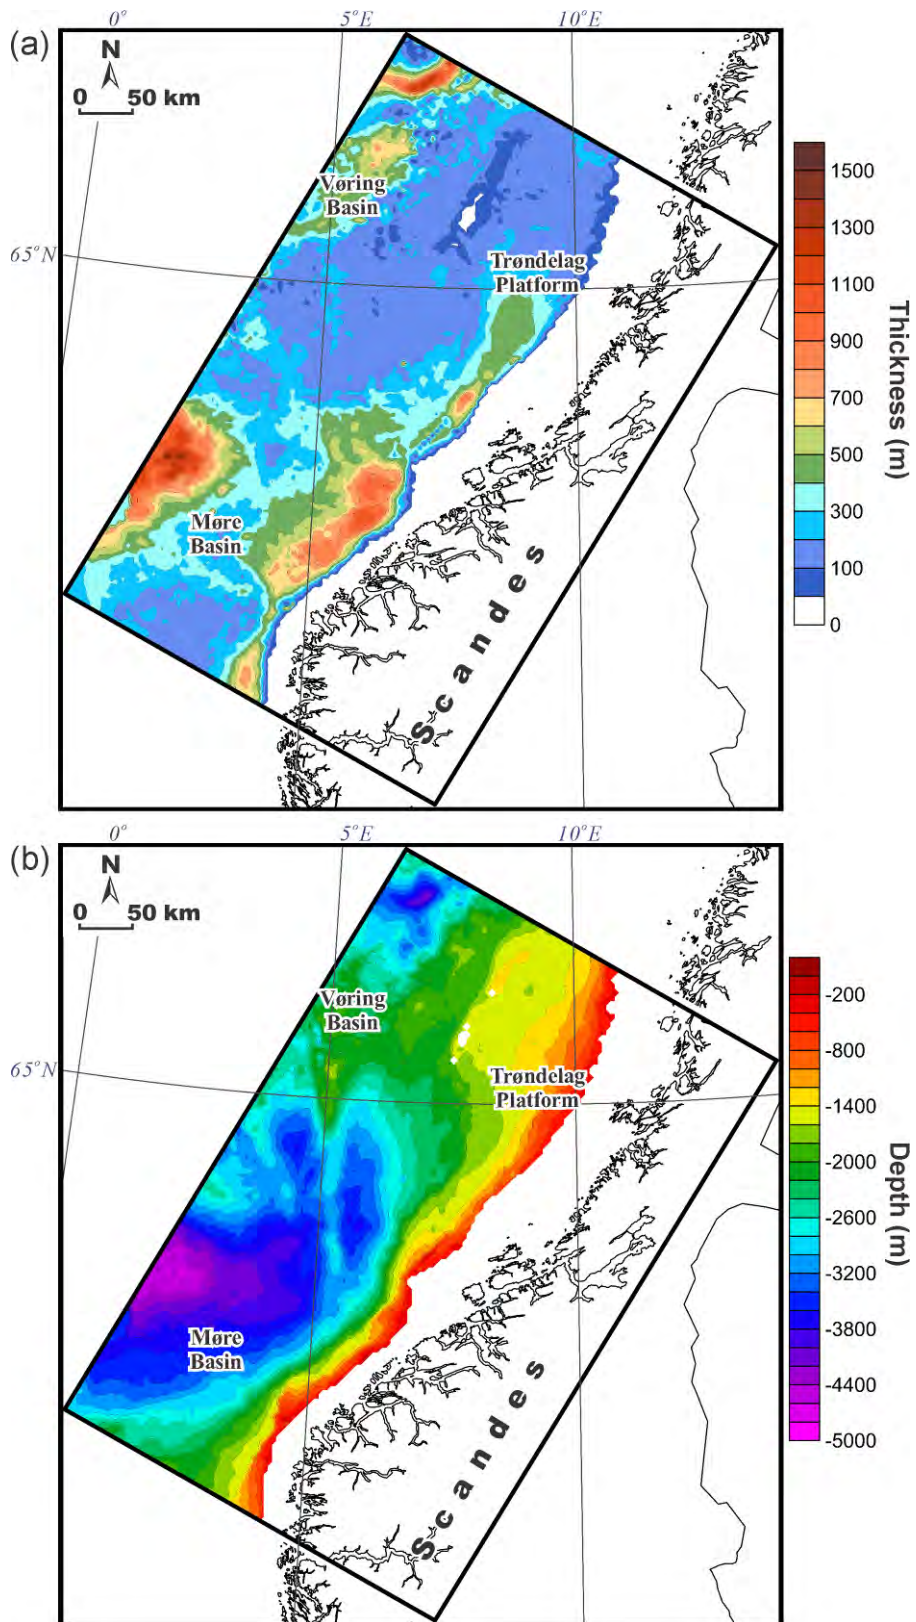 0° 5°E 10°E
(a)
N
0 50 km
Vøring
Basin
65°N
Trøndelag
Platform
Møre
Basin
Scandes
1500
1300
1100
900
700
500
300
100
0
Thickness (m)
0° 5°E 10°E
(b)
N
0 50 km
Vøring
Basin
65°N
Trøndelag
Platform
Møre
Basin
Scandes
-200
-800
-1400
-2000
-2600
-3200
-3800
-4400
-5000
Depth (m)